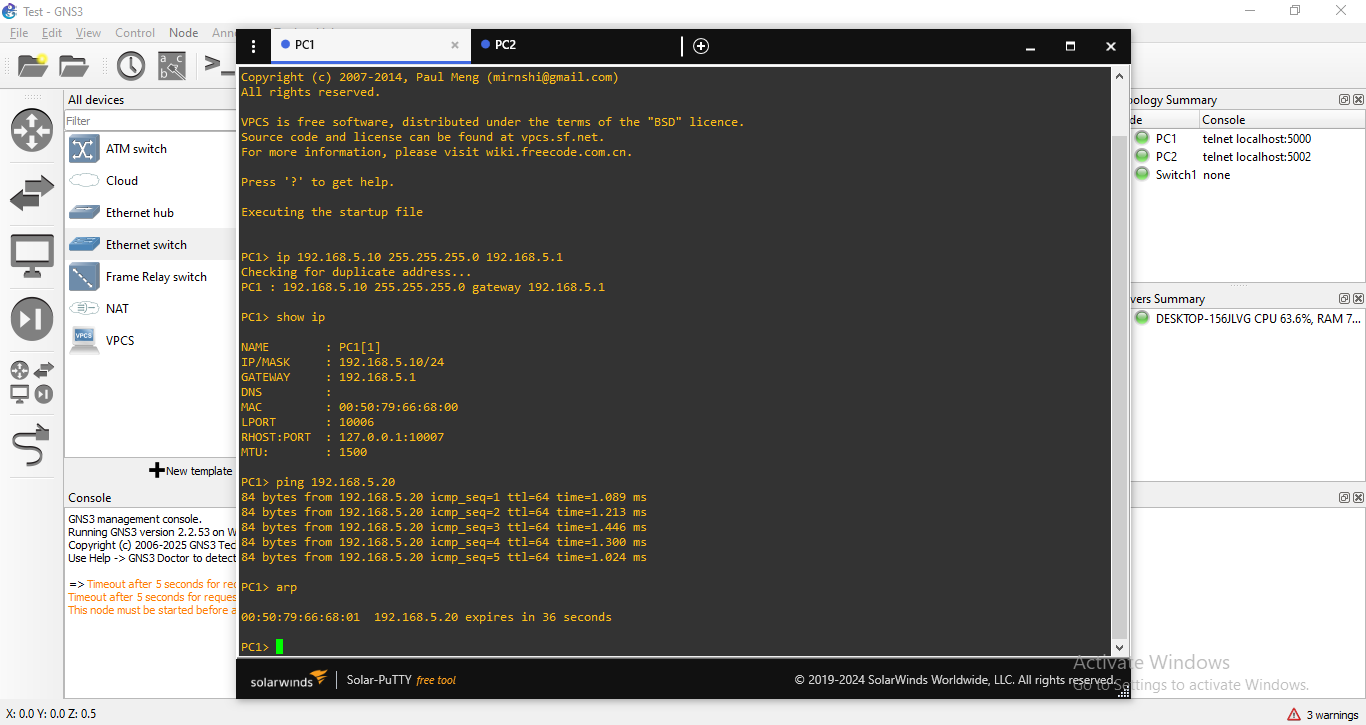 Test - GNS3
File Edit View Control Node Ann
All devices
Filter
ATM switch
Cloud
Ethernet hub
Ethernet switch
Frame Relay switch
NAT
VPCS
New template
Console
GNS3 management console.
Running GNS3 version 2.2.53 on W
Copyright (c) 2006-2025 GNS3 Tec
Use Help -> GNS3 Doctor to detect
=> Timeout after 5 seconds for rec
Timeout after 5 seconds for reques
This node must be started before a
X: 0.0 Y: 0.0 Z: 0.5
PC1
PC2
Copyright (c) 2007-2014, Paul Meng (mirnshi@gmail.com)
All rights reserved.
VPCS is free software, distributed under the terms of the "BSD" licence.
Source code and license can be found at vpcs.sf.net.
For more information, please visit wiki.freecode.com.cn.
Press '?' to get help.
Executing the startup file
PC1> ip 192.168.5.10 255.255.255.0 192.168.5.1
Checking for duplicate address...
PC1 : 192.168.5.10 255.255.255.0 gateway 192.168.5.1
PC1> show ip
NAME : PC1[1]
IP/MASK : 192.168.5.10/24
GATEWAY : 192.168.5.1
DNS :
MAC : 00:50:79:66:68:00
LPORT : 10006
RHOST:PORT : 127.0.0.1:10007
MTU: : 1500
PC1> ping 192.168.5.20
84 bytes from 192.168.5.20 icmp_seq=1 ttl=64 time=1.089 ms
84 bytes from 192.168.5.20 icmp_seq=2 ttl=64 time=1.213 ms
84 bytes from 192.168.5.20 icmp_seq=3 ttl=64 time=1.446 ms
84 bytes from 192.168.5.20 icmp_seq=4 ttl=64 time=1.300 ms
84 bytes from 192.168.5.20 icmp_seq=5 ttl=64 time=1.024 ms
PC1> arp
00:50:79:66:68:01 192.168.5.20 expires in 36 seconds
PC1>
solarwinds
Solar-PuTTY free tool
© 2019-2024 SolarWinds Worldwide, LLC. All rights reserved.
pology Summary
de Console
PC1 telnet localhost:5000
PC2 telnet localhost:5002
Switch1 none
vers Summary
DESKTOP-156JLVG CPU 63.6%, RAM 7...
Activate Windows
Go to Settings to activate Windows.
3 warnings